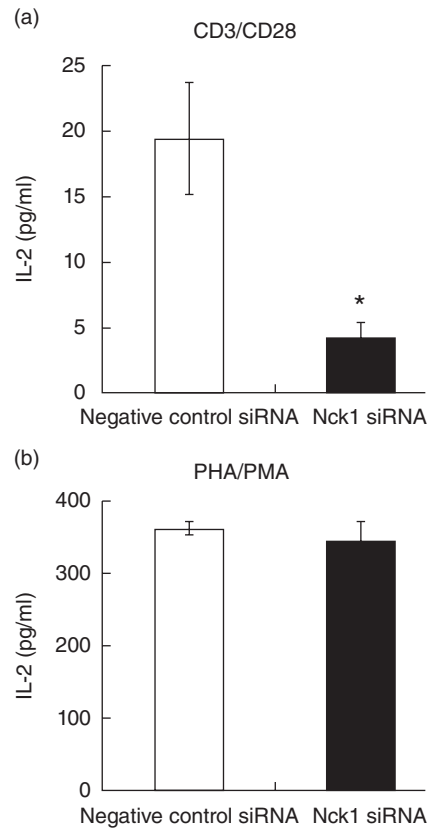 (a)
CD3/CD28
25
20
15
10
5
0
IL-2 (pg/ml)
*
Negative control siRNA Nck1 siRNA
(b)
PHA/PMA
400
300
200
100
0
IL-2 (pg/ml)
Negative control siRNA Nck1 siRNA